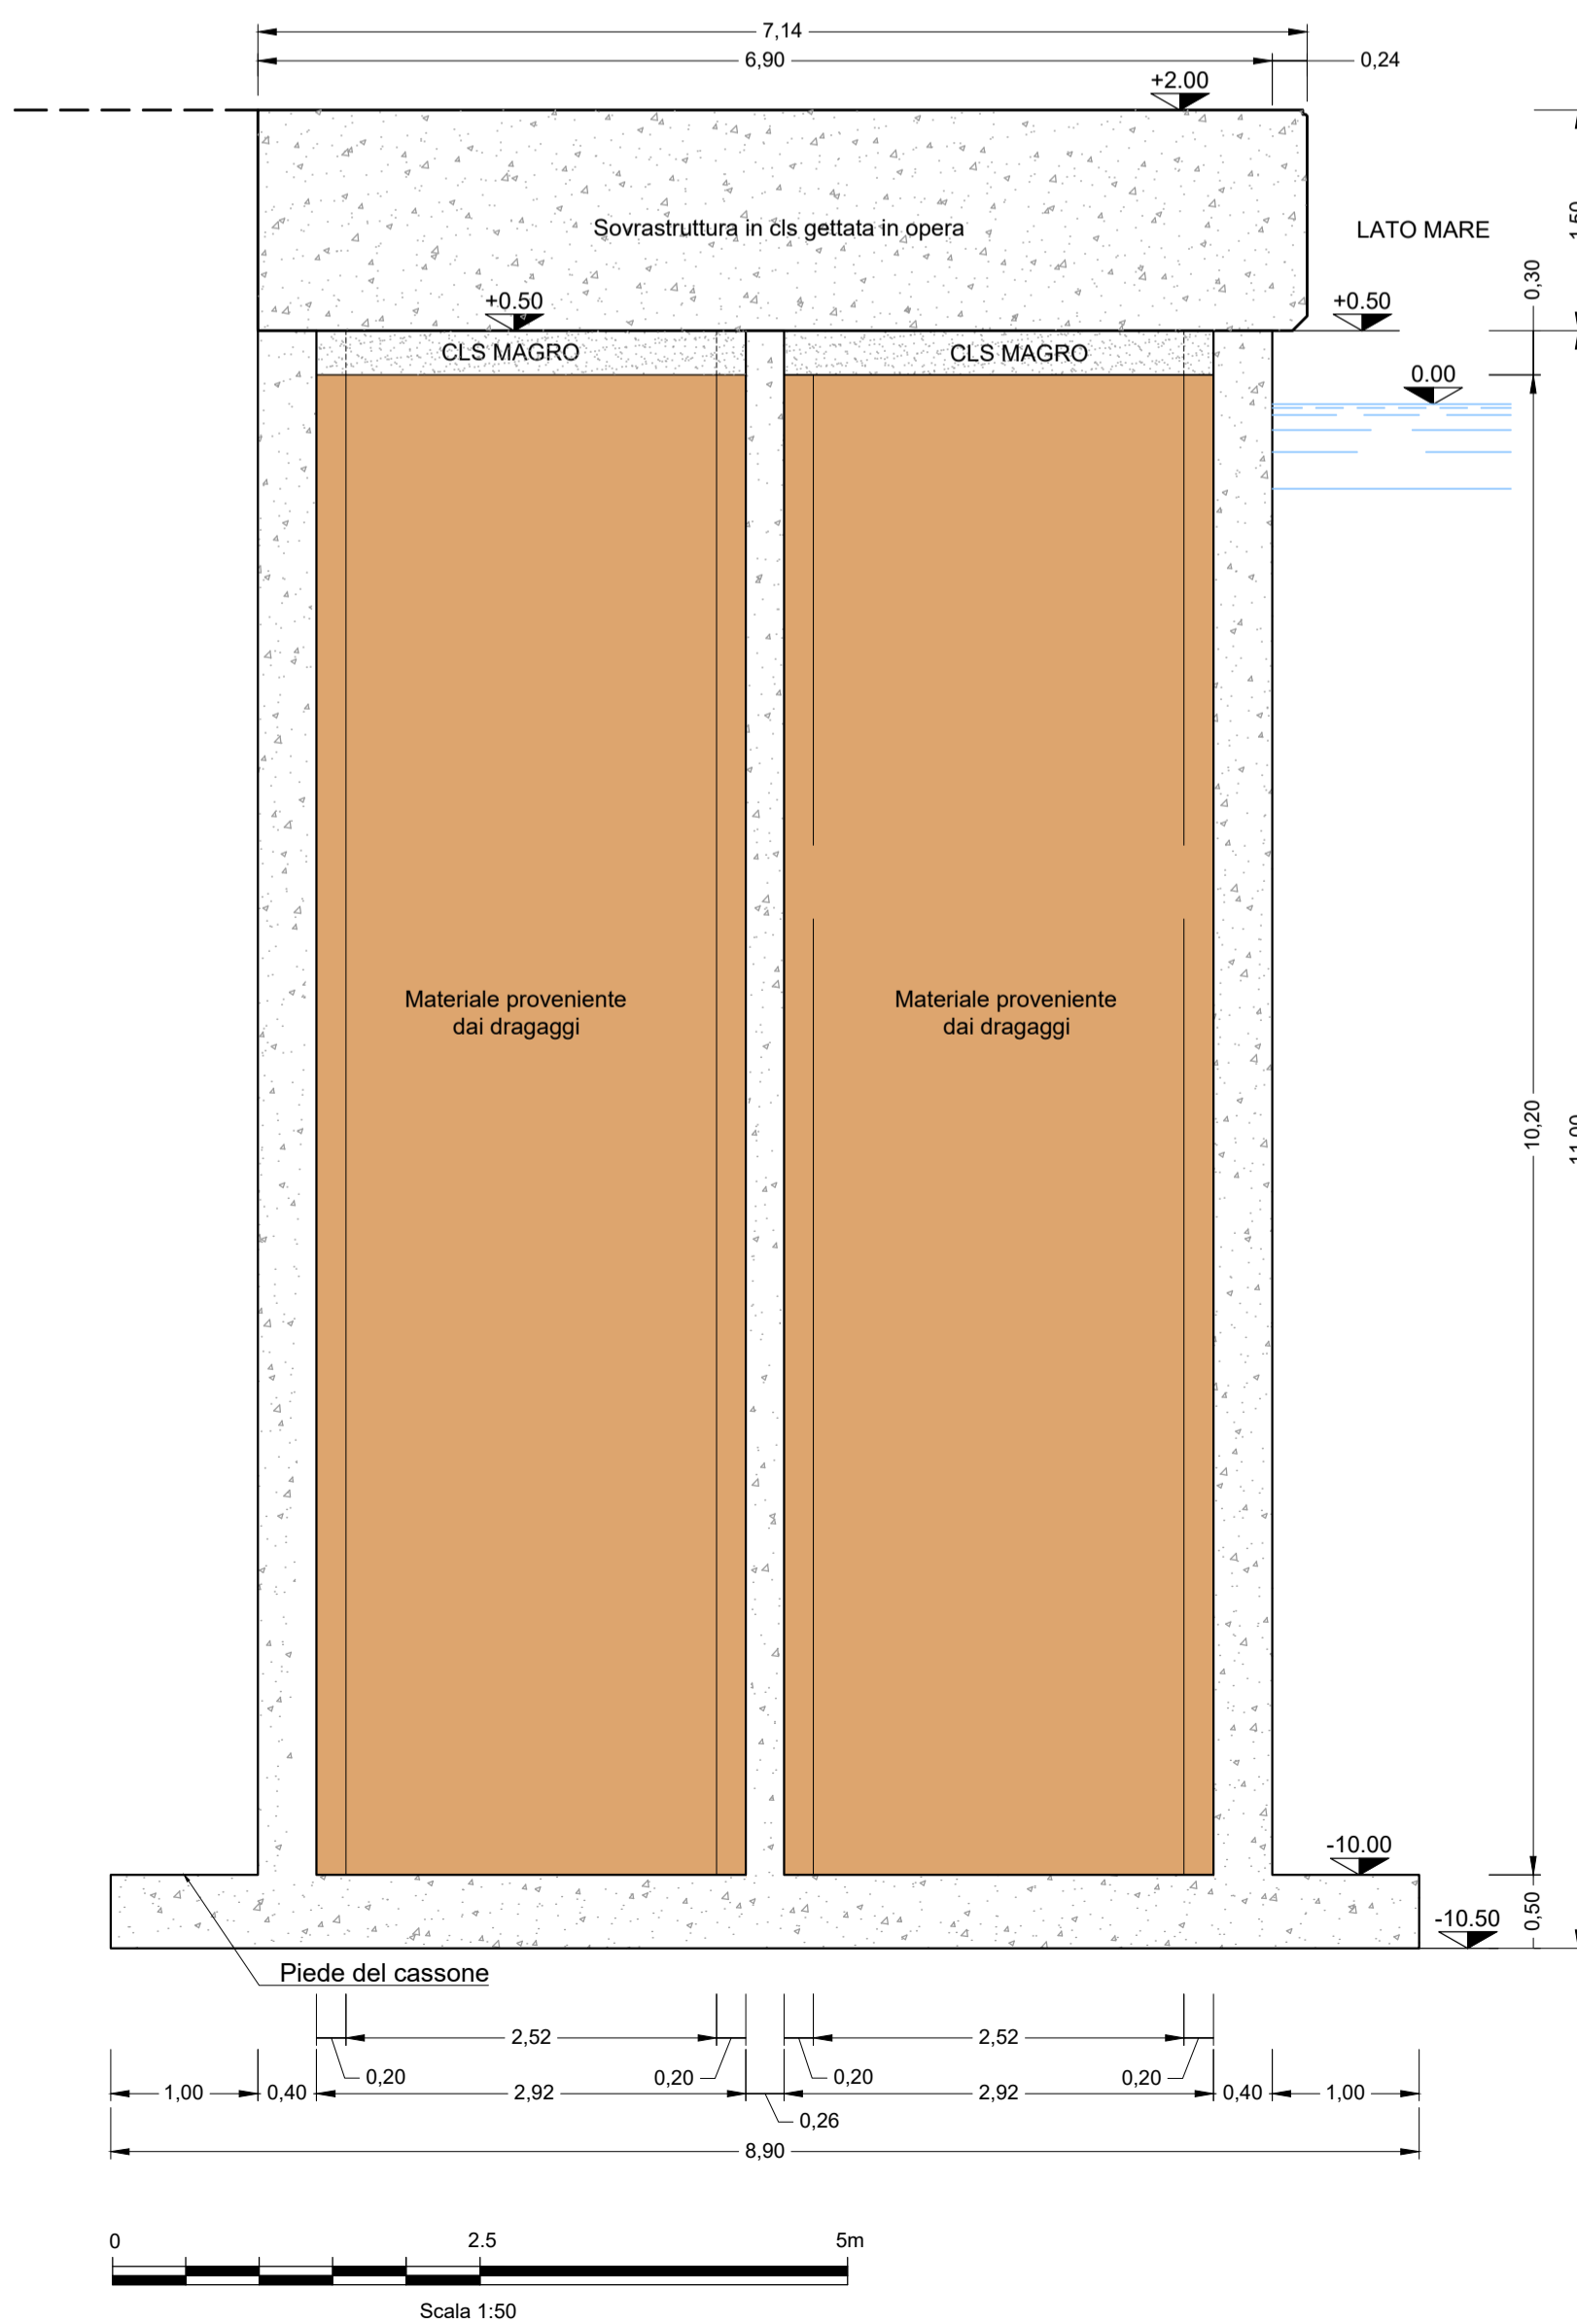 7,14
6,90
0,24
+2.00
Sovrastruttura in cls gettata in opera
LATO MARE
1,50
0,30
+0.50
+0.50
CLS MAGRO
CLS MAGRO
0.00
Materiale proveniente
dai dragaggi
Materiale proveniente
dai dragaggi
10,20
11,00
-10.00
0,50
-10.50
Piede del cassone
2,52
2,52
0,20
0,20
0,20
0,20
1,00
0,40
2,92
2,92
0,40
1,00
0,26
8,90
0
2.5
5m
Scala 1:50